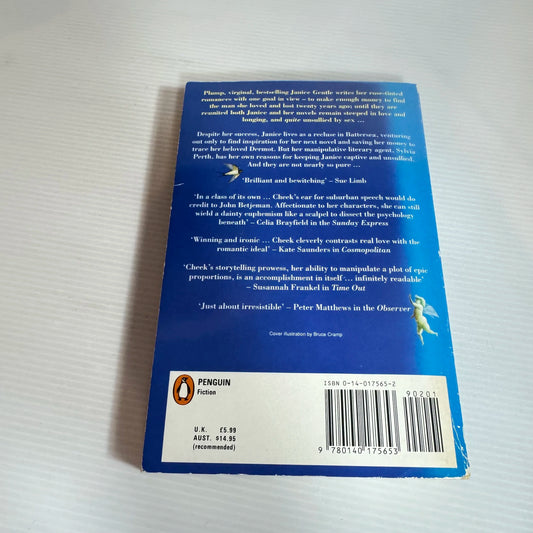 Plump, virginal, bestselling Janice Gentle writes her rose-tinted
romances with one goal in view – to make enough money to find
the man she loved and lost twenty years ago; until they are
reunited both Janice and her novels remain steeped in love and
longing, and quite unsullied by sex ...
Despite her success, Janice lives as a recluse in Battersea, venturing
out only to find inspiration for her next novel and saving her money to
trace her beloved Dermot. But her manipulative literary agent, Sylvia
Perth, has her own reasons for keeping Janice captive and unsullied.
And they are not nearly so pure ...
‘Brilliant and bewitching’ – Sue Limb
‘In a class of its own ... Cheek's ear for suburban speech would do
credit to John Betjeman. Affectionate to her characters, she can still
wield a dainty euphemism like a scalpel to dissect the psychology
beneath’ – Celia Brayfield in the Sunday Express
‘Winning and ironic ... Cheek cleverly contrasts real love with the
romantic ideal’ – Kate Saunders in Cosmopolitan
‘Cheek's storytelling prowess, her ability to manipulate a plot of epic
proportions, is an accomplishment in itself ... infinitely readable’
– Susannah Frankel in Time Out
‘Just about irresistible’ – Peter Matthews in the Observer
Cover illustration by Bruce Cramp
PENGUIN
Fiction
U.K. £5.99
AUST. $14.95
(recommended)
ISBN 0-14-017565-2
90201
9 780140 175653